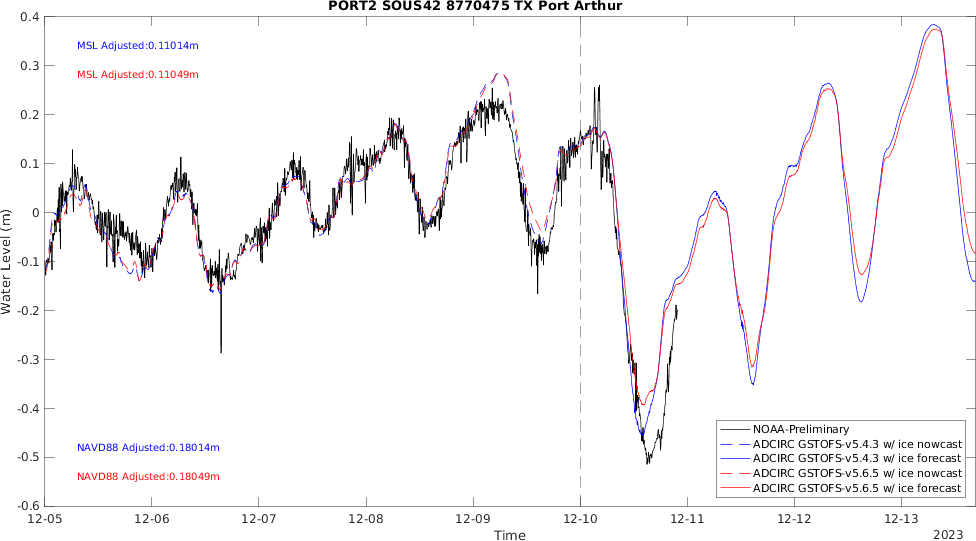 PORT2 SOUS42 8770475 TX Port Arthur
0.4
0.3
0.2
0.1
0
-0.1
-0.2
-0.3
-0.4
-0.5
-0.6
Water Level (m)
MSL Adjusted:0.11014m
MSL Adjusted:0.11049m
NAVD88 Adjusted:0.18014m
NAVD88 Adjusted:0.18049m
NOAA-Preliminary
ADCIRC GSTOFS-v5.4.3 w/ ice nowcast
ADCIRC GSTOFS-v5.4.3 w/ ice forecast
ADCIRC GSTOFS-v5.6.5 w/ ice nowcast
ADCIRC GSTOFS-v5.6.5 w/ ice forecast
12-05 12-06 12-07 12-08 12-09 12-10 12-11 12-12 12-13
Time
2023